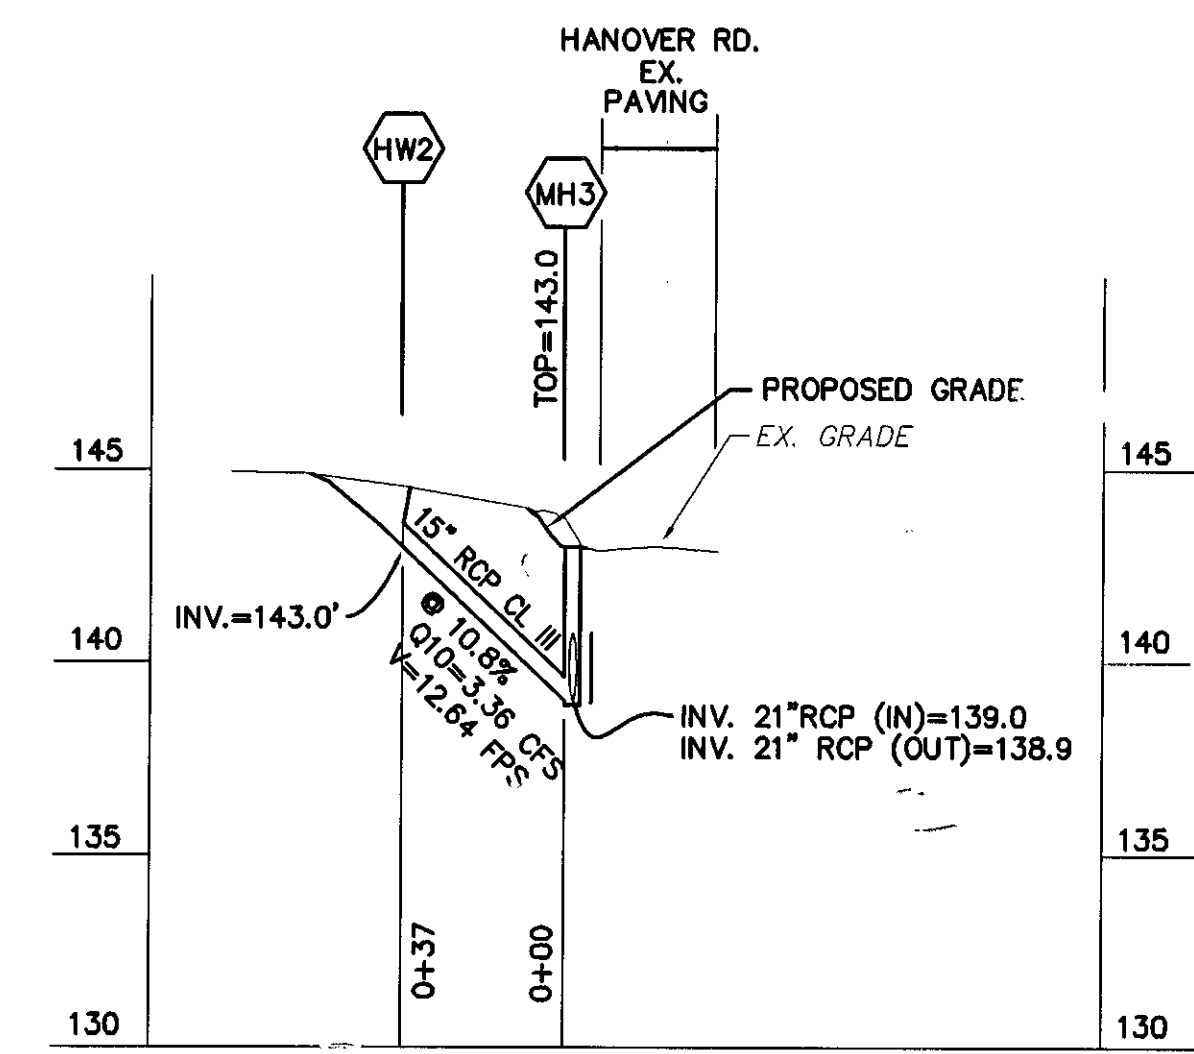 HANOVER RD.
EX.
PAVING
HW2
MH3
TOP=143.0
PROPOSED GRADE
EX. GRADE
145
145
15" RCP CL III
@ 10.8%
Q10=3.36 CFS
V=12.64 FPS
INV.=143.0'
140
140
INV. 21"RCP (IN)=139.0
INV. 21" RCP (OUT)=138.9
135
135
0+37
0+00
130
130